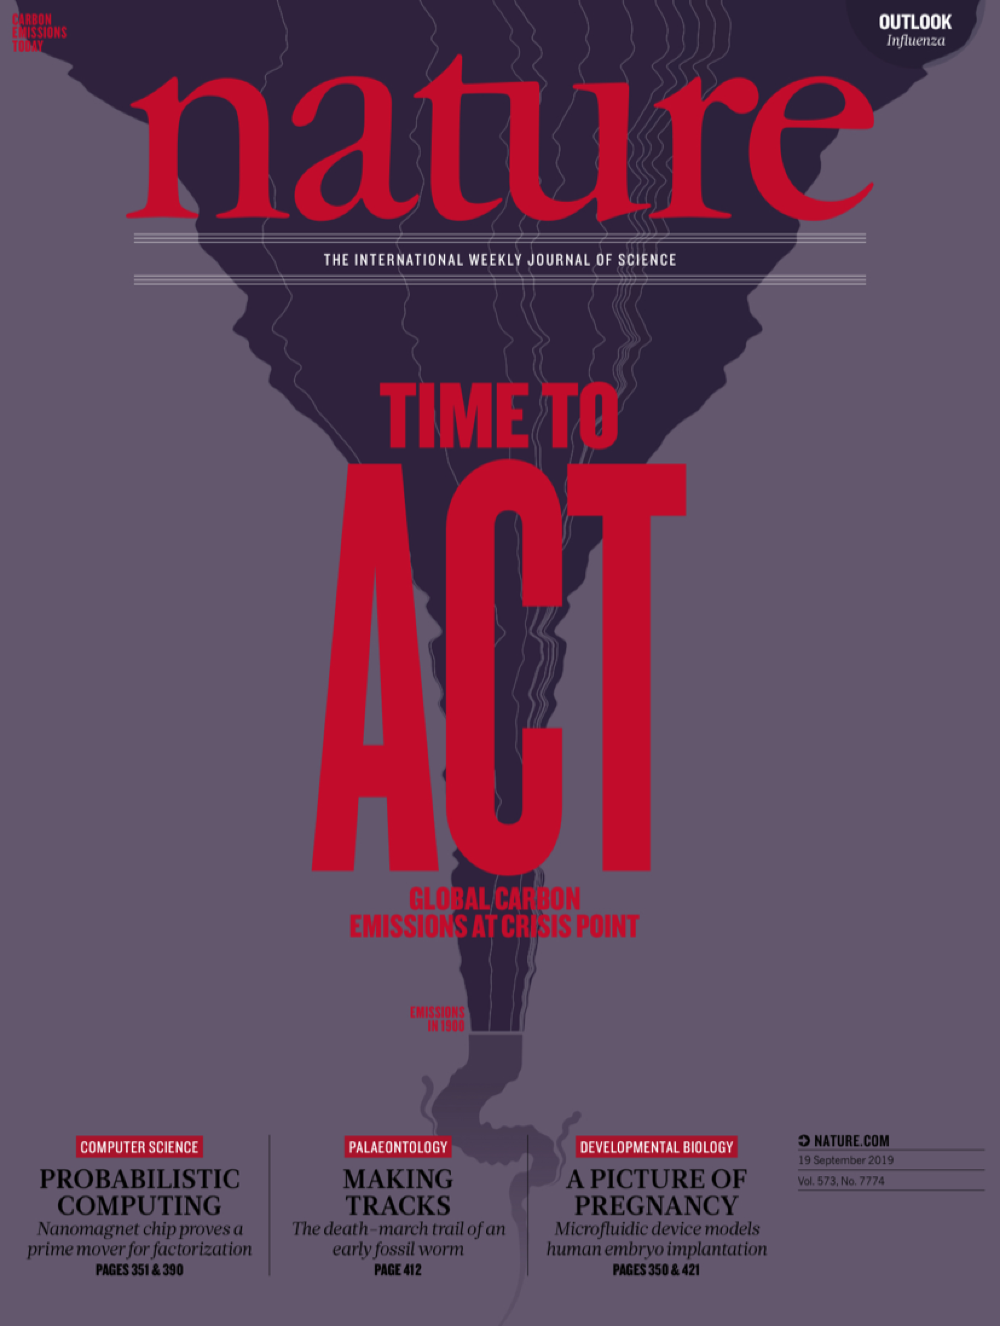 CARBON
EMISSIONS
TODAY
OUTLOOK
Influenza
nature
THE INTERNATIONAL WEEKLY JOURNAL OF SCIENCE
TIME TO
ACT
GLOBAL CARBON
EMISSIONS AT CRISIS POINT
EMISSIONS
IN 1900
COMPUTER SCIENCE
PROBABILISTIC
COMPUTING
Nanomagnet chip proves a
prime mover for factorization
PAGES 351 & 390
PALAEONTOLOGY
MAKING
TRACKS
The death-march trail of an
early fossil worm
PAGE 412
DEVELOPMENTAL BIOLOGY
A PICTURE OF
PREGNANCY
Microfluidic device models
human embryo implantation
PAGES 350 & 421
NATURE.COM
19 September 2019
Vol. 573, No. 7774